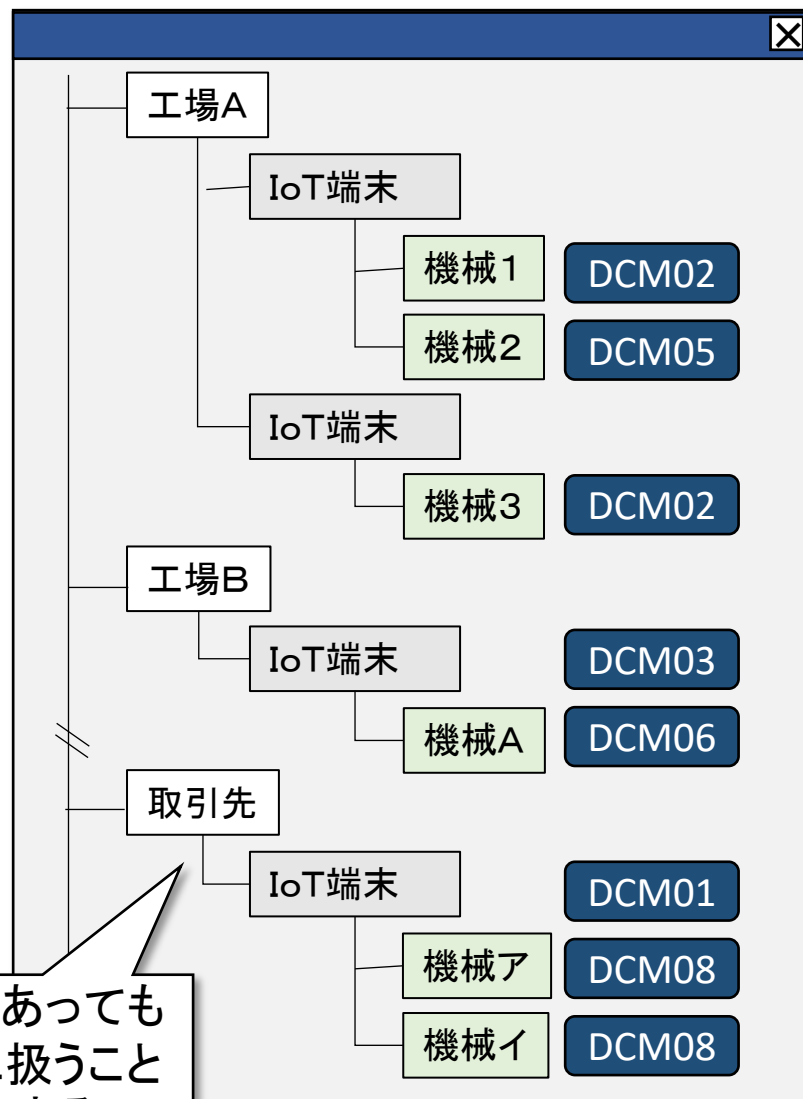 工場A
IoT端末
機械1 DCM02
機械2 DCM05
IoT端末
機械3 DCM02
工場B
IoT端末 DCM03
機械A DCM06
取引先
IoT端末 DCM01
機械ア DCM08
機械イ DCM08
あっても
扱うこと